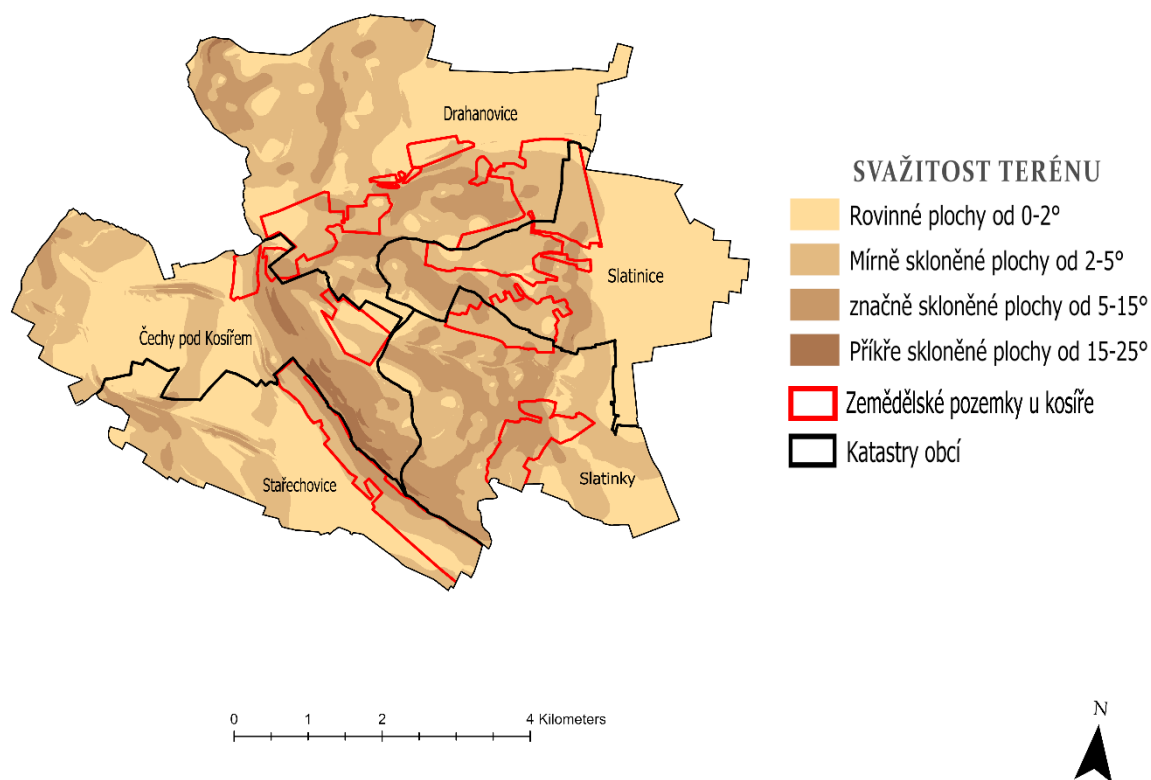 Drahanovice
Slatinice
Čechy pod Kosířem
Stařechovice
Slatinky
SVAŽITOST TERÉNU
Rovinné plochy od 0-2°
Mírně skloněné plochy od 2-5°
značně skloněné plochy od 5-15°
Příkře skloněné plochy od 15-25°
Zemědělské pozemky u kosíře
Katastry obcí
0 1 2 4 Kilometers
N